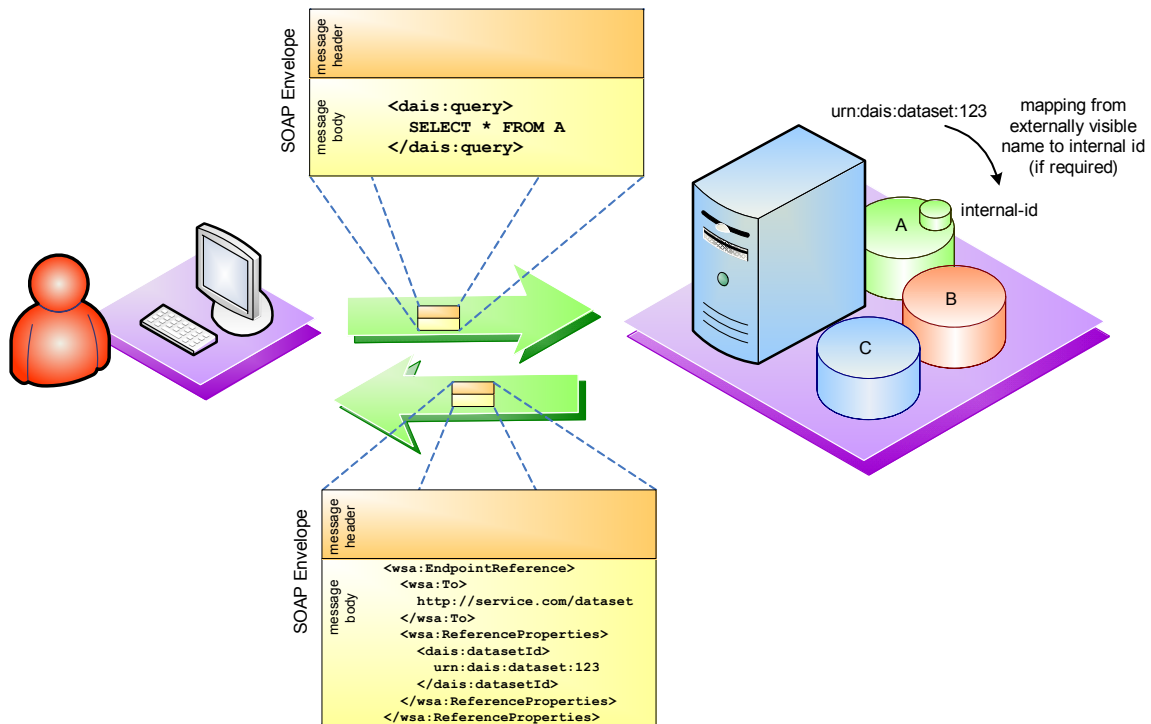 SOAP Envelope
message
header
message
body
<dais:query>
SELECT * FROM A
</dais:query>
urn:dais:dataset:123
mapping from
externally visible
name to internal id
(if required)
internal-id
A
B
C
SOAP Envelope
message
header
message
body
<wsa:EndpointReference>
<wsa:To>
http://service.com/dataset
</wsa:To>
<wsa:ReferenceProperties>
<dais:datasetId>
urn:dais:dataset:123
</dais:datasetId>
</wsa:ReferenceProperties>
</wsa:ReferenceProperties>